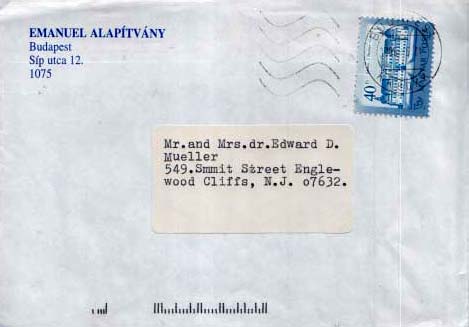 EMANUEL ALAPÍTVÁNY
Budapest
Síp utca 12.
1075
40
Mr.and Mrs.dr.Edward D.
Mueller
549.Smmit Street Engle-
wood Cliffs, N.J. o7632.